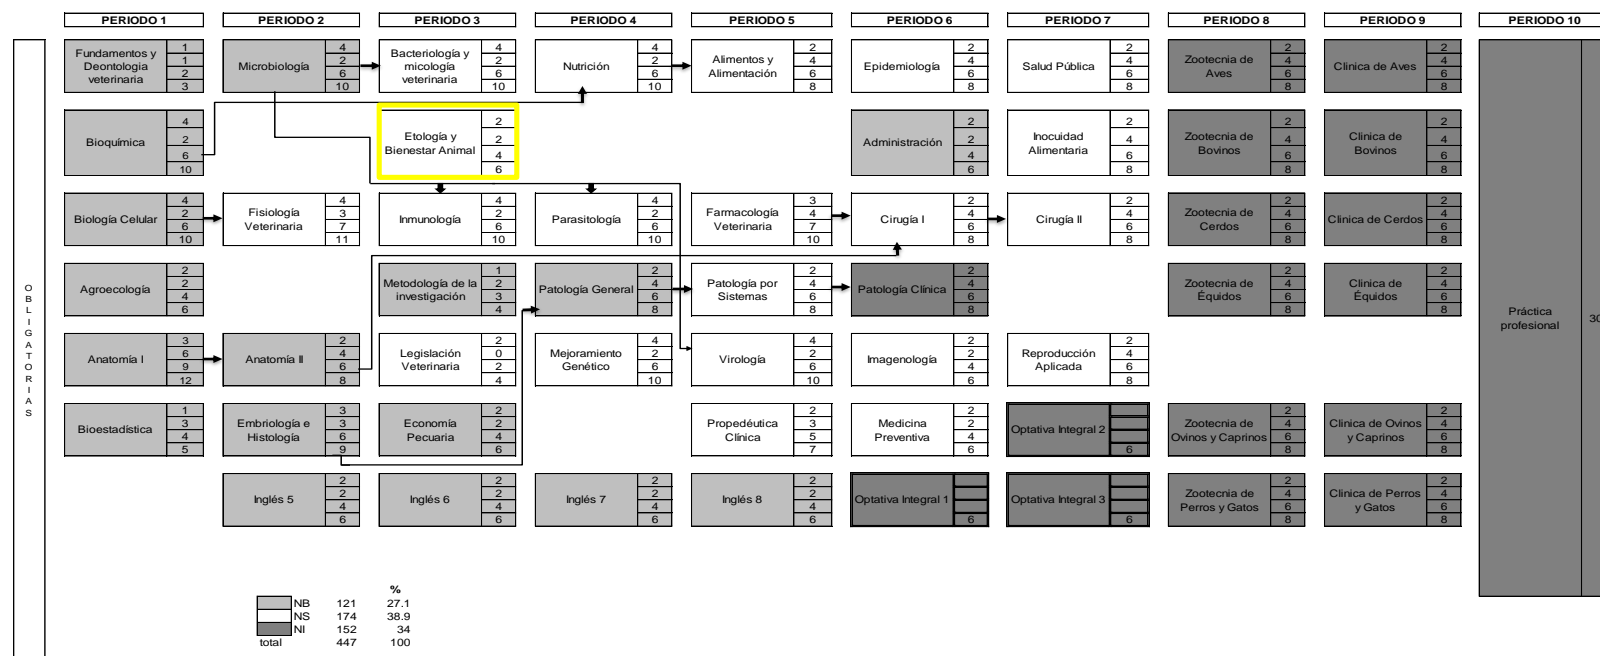 PERIODO 1 PERIODO 2 PERIODO 3 PERIODO 4 PERIODO 5 PERIODO 6 PERIODO 7 PERIODO 8 PERIODO 9 PERIODO 10
OBLIGATORIAS
Fundamentos y Deontologia veterinaria 1 1 2 3
Microbiología 4 2 6 10
Bacteriología y micología veterinaria 4 2 6 10
Nutrición 4 2 6 10
Alimentos y Alimentación 2 4 6 8
Epidemiología 2 4 6 8
Salud Pública 2 4 6 8
Zootecnia de Aves 2 4 6 8
Clinica de Aves 2 4 6 8
Bioquímica 4 2 6 10
Etología y Bienestar Animal 2 2 4 6
Administración 2 2 4 6
Inocuidad Alimentaria 2 4 6 8
Zootecnia de Bovinos 2 4 6 8
Clinica de Bovinos 2 4 6 8
Biología Celular 4 2 6 10
Fisiología Veterinaria 4 3 7 11
Inmunología 4 2 6 10
Parasitología 4 2 6 10
Farmacología Veterinaria 3 4 7 10
Cirugía I 2 4 6 8
Cirugía II 2 4 6 8
Zootecnia de Cerdos 2 4 6 8
Clinica de Cerdos 2 4 6 8
Agroecología 2 2 4 6
Metodología de la investigación 1 2 3 4
Patología General 2 4 6 8
Patología por Sistemas 2 4 6 8
Patología Clínica 2 4 6 8
Zootecnia de Équidos 2 4 6 8
Clinica de Équidos 2 4 6 8
Práctica profesional 30
Anatomía I 3 6 9 12
Anatomía II 2 4 6 8
Legislación Veterinaria 2 0 2 4
Mejoramiento Genético 4 2 6 10
Virología 4 2 6 10
Imagenología 2 2 4 6
Reproducción Aplicada 2 4 6 8
Bioestadística 1 3 4 5
Embriología e Histología 3 3 6 9
Economía Pecuaria 2 2 4 6
Propedéutica Clínica 2 3 5 7
Medicina Preventiva 2 2 4 6
Optativa Integral 2 6
Zootecnia de Ovinos y Caprinos 2 4 6 8
Clinica de Ovinos y Caprinos 2 4 6 8
Inglés 5 2 2 4 6
Inglés 6 2 2 4 6
Inglés 7 2 2 4 6
Inglés 8 2 2 4 6
Optativa Integral 1 6
Optativa Integral 3 6
Zootecnia de Perros y Gatos 2 4 6 8
Clinica de Perros y Gatos 2 4 6 8
%
NB 121 27.1
NS 174 38.9
NI 152 34
total 447 100